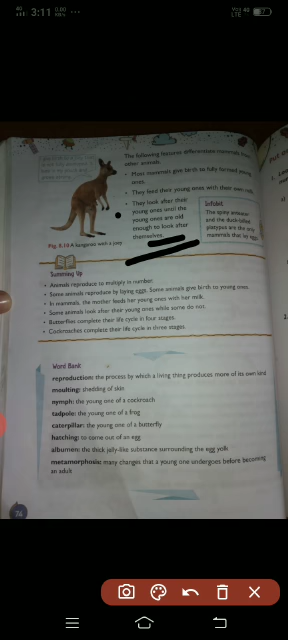 3:11
The following features differentiate mammals from
other animals.
• Most mammals give birth to fully formed young
ones.
• They feed their young ones with their own milk.
• They look after their
young ones until the
young ones are old
enough to look after
themselves.
Infobit
The spiny anteater
and the duck-billed
platypus are the only
mammals that lay eggs.
Fig. 8.10 A kangaroo with a joey
Summing Up
• Animals reproduce to multiply in number.
• Some animals reproduce by laying eggs. Some animals give birth to young ones.
• In mammals, the mother feeds her young ones with her milk.
• Some animals look after their young ones while some do not.
• Butterflies complete their life cycle in four stages.
• Cockroaches complete their life cycle in three stages.
Word Bank
reproduction: the process by which a living thing produces more of its own kind
moulting: shedding of skin
nymph: the young one of a cockroach
tadpole: the young one of a frog
caterpillar: the young one of a butterfly
hatching: to come out of an egg
albumen: the thick jelly-like substance surrounding the egg yolk
metamorphosis: many changes that a young one undergoes before becoming
an adult
76